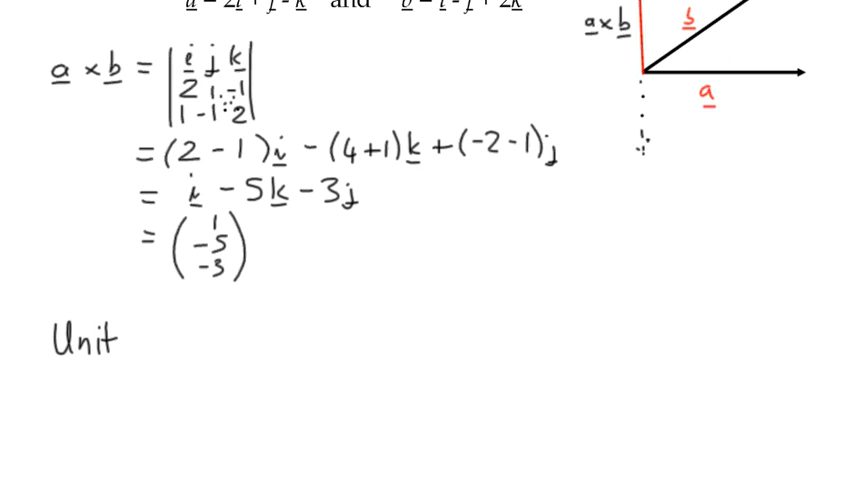 a = 2i + j - k and b = i - j + 2k
a × b
b
a
a × b = | i j k |
| 2 1 -1 |
| 1 -1 2 |
= (2 - 1)i - (4+1)k + (-2-1)j
= i - 5k - 3j
= ( 1
-5
-3 )
Unit